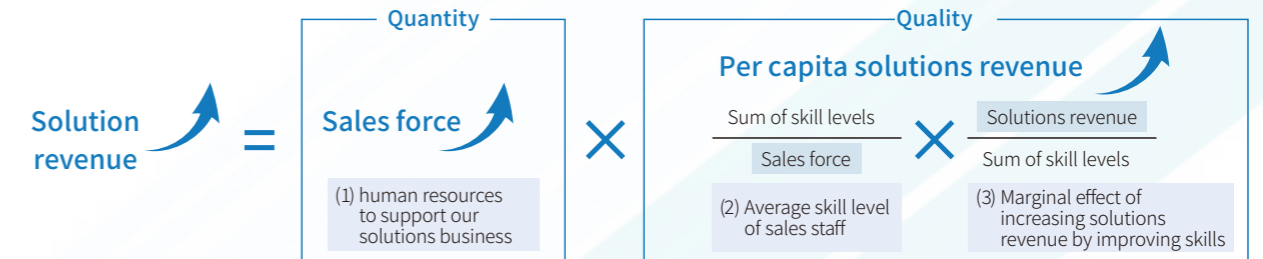 Quantity
Quality
Per capita solutions revenue
Solution
revenue
=
Sales force
×
Sum of skill levels
Sales force
×
Solutions revenue
Sum of skill levels
(1) human resources
to support our
solutions business
(2) Average skill level
of sales staff
(3) Marginal effect of
increasing solutions
revenue by improving skills